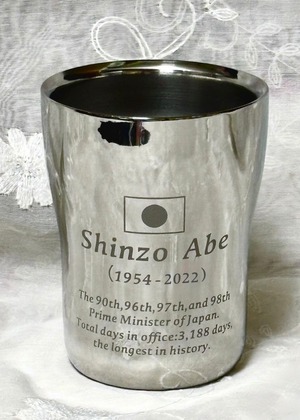 Shinzo Abe
(1954-2022)
The 90th,96th,97th,and 98th
Prime Minister of Japan.
Total days in office:3,188 days,
the longest in history.